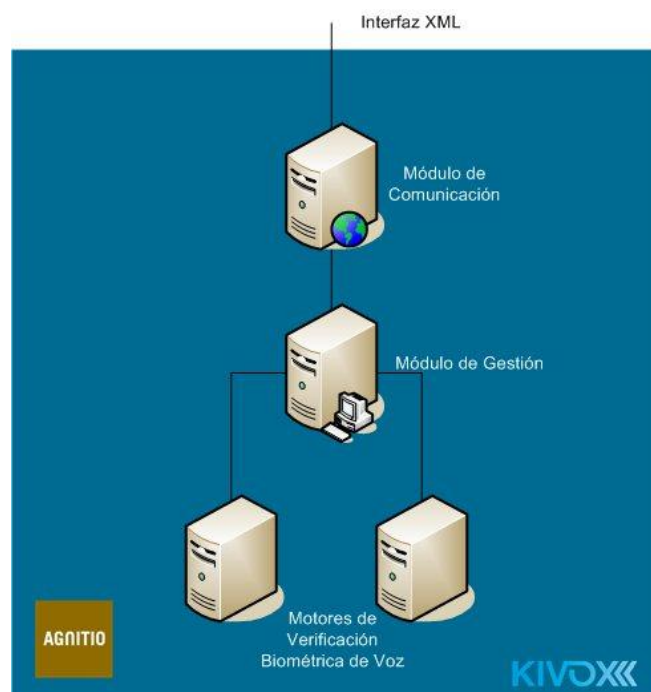 Interfaz XML
Módulo de
Comunicación
Módulo de Gestión
Motores de
Verificación
Biométrica de Voz
AGNITIO
KIVOX